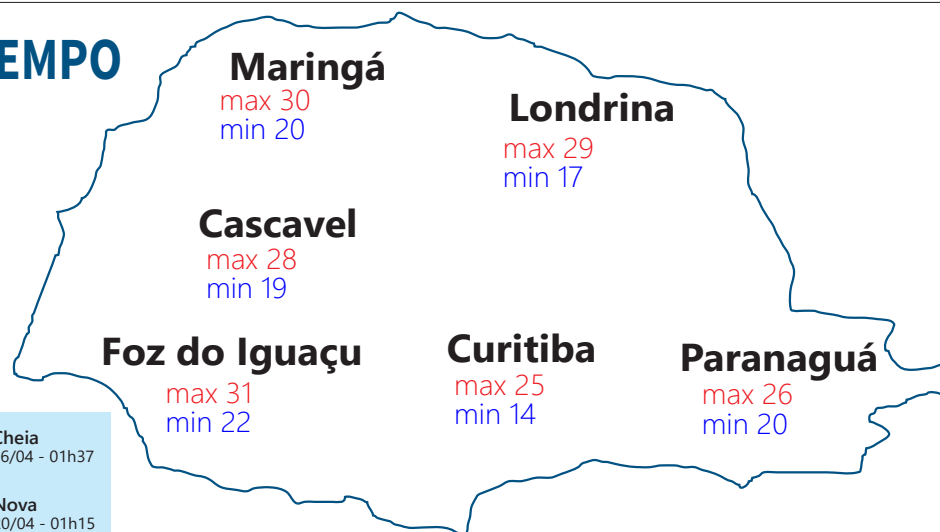 EMPO
Maringá
max 30
min 20
Londrina
max 29
min 17
Cascavel
max 28
min 19
Foz do Iguaçu
max 31
min 22
Curitiba
max 25
min 14
Paranaguá
max 26
min 20
Cheia
6/04 - 01h37
Nova
20/04 - 01h15